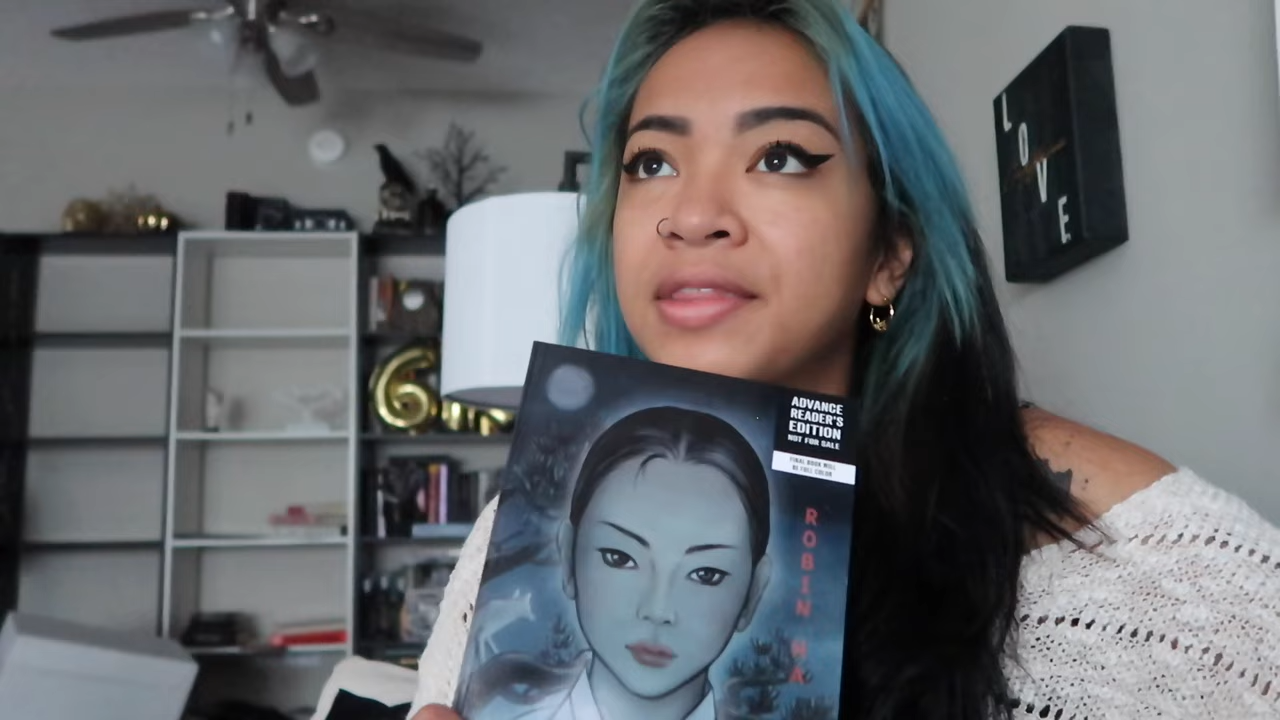 L
O
V
E
ADVANCE
READER'S
EDITION
NOT FOR SALE
FINAL BOOK WILL
BE FULL COLOR
ROBIN HA